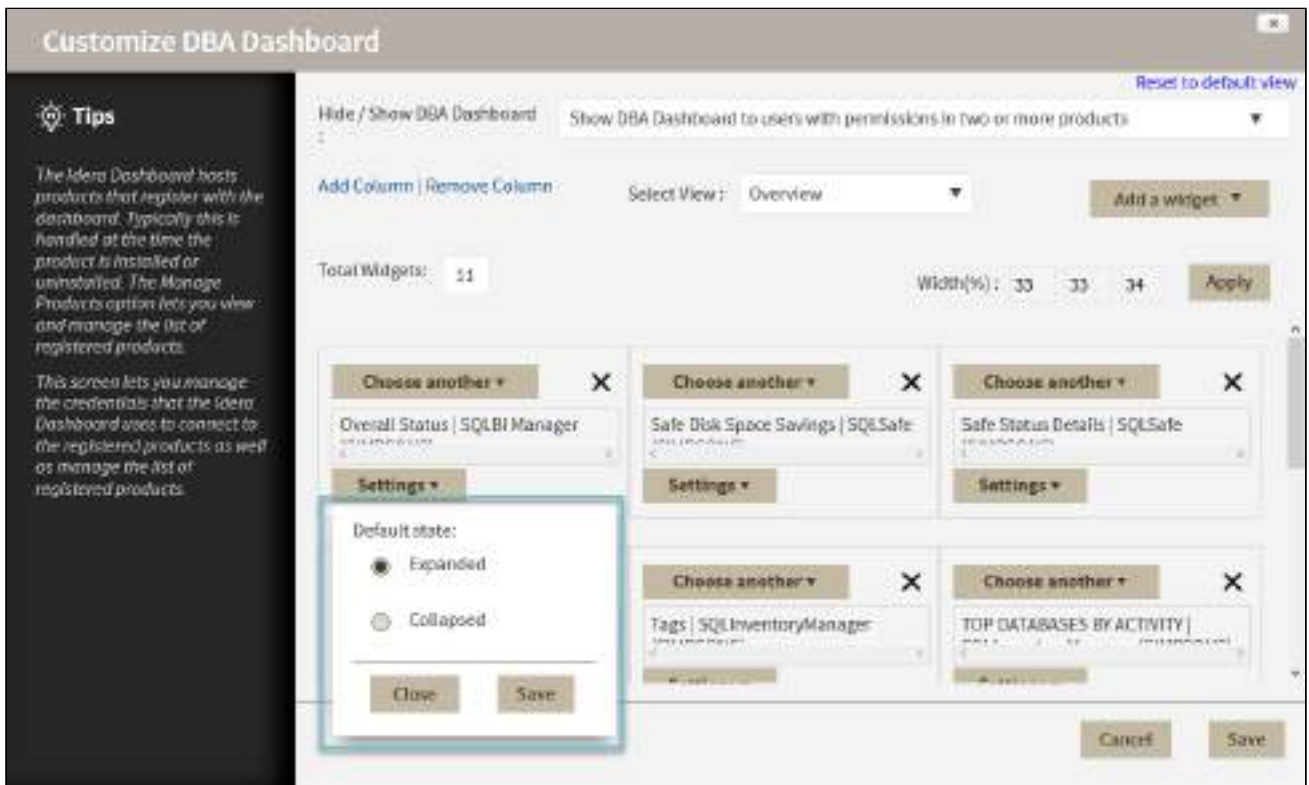 Customize DBA Dashboard
Reset to default view
Tips
Hide / Show DBA Dashboard
:
Show DBA Dashboard to users with permissions in two or more products
The Idera Dashboard hosts
products that register with the
dashboard. Typically this is
handled at the time the
product is installed or
uninstalled. The Manage
Products option lets you view
and manage the list of
registered products.
This screen lets you manage
the credentials that the Idera
Dashboard uses to connect to
the registered products as well
as manage the list of
registered products.
Add Column | Remove Column
Select View : Overview
Add a widget
Total Widgets: 11
Width(%) : 33 33 34 Apply
Choose another
Choose another
Choose another
Overall Status | SQLBI Manager
Safe Disk Space Savings | SQLSafe
Safe Status Details | SQLSafe
Settings
Settings
Settings
Default state:
Expanded
Collapsed
Close Save
Choose another
Choose another
Tags | SQLInventoryManager
TOP DATABASES BY ACTIVITY |
Cancel Save